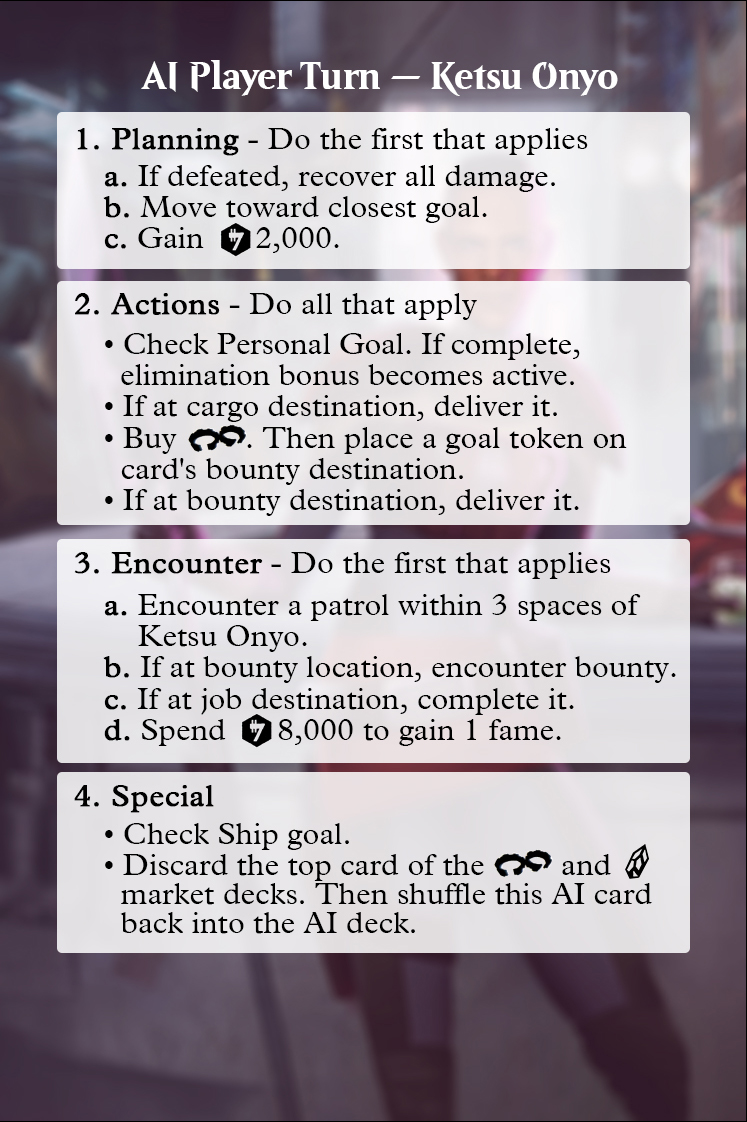 AI Player Turn — Ketsu Onyo
1. Planning - Do the first that applies
a. If defeated, recover all damage.
b. Move toward closest goal.
c. Gain 2,000.
2. Actions - Do all that apply
• Check Personal Goal. If complete,
elimination bonus becomes active.
• If at cargo destination, deliver it.
• Buy . Then place a goal token on
card's bounty destination.
• If at bounty destination, deliver it.
3. Encounter - Do the first that applies
a. Encounter a patrol within 3 spaces of
Ketsu Onyo.
b. If at bounty location, encounter bounty.
c. If at job destination, complete it.
d. Spend 8,000 to gain 1 fame.
4. Special
• Check Ship goal.
• Discard the top card of the and
market decks. Then shuffle this AI card
back into the AI deck.